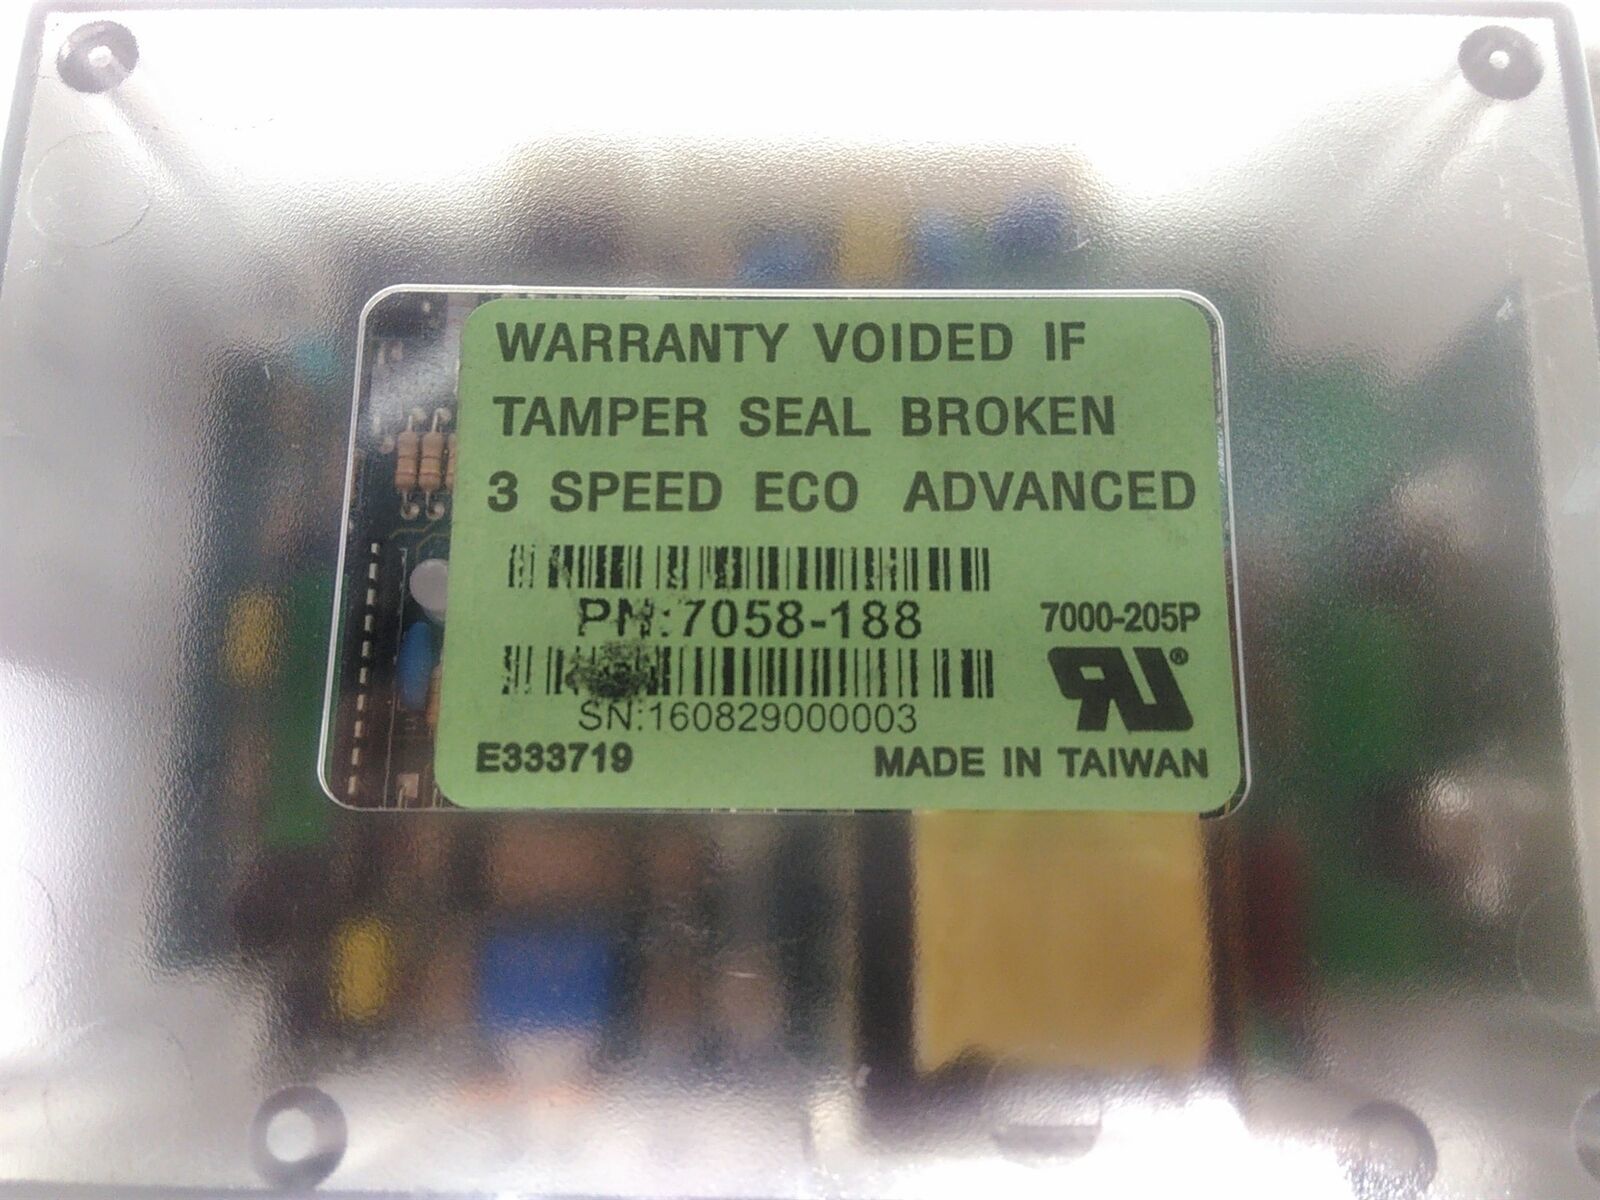 WARRANTY VOIDED IF
TAMPER SEAL BROKEN
3 SPEED ECO ADVANCED
PN:7058-188
7000-205P
SN:160829000003
E333719
MADE IN TAIWAN